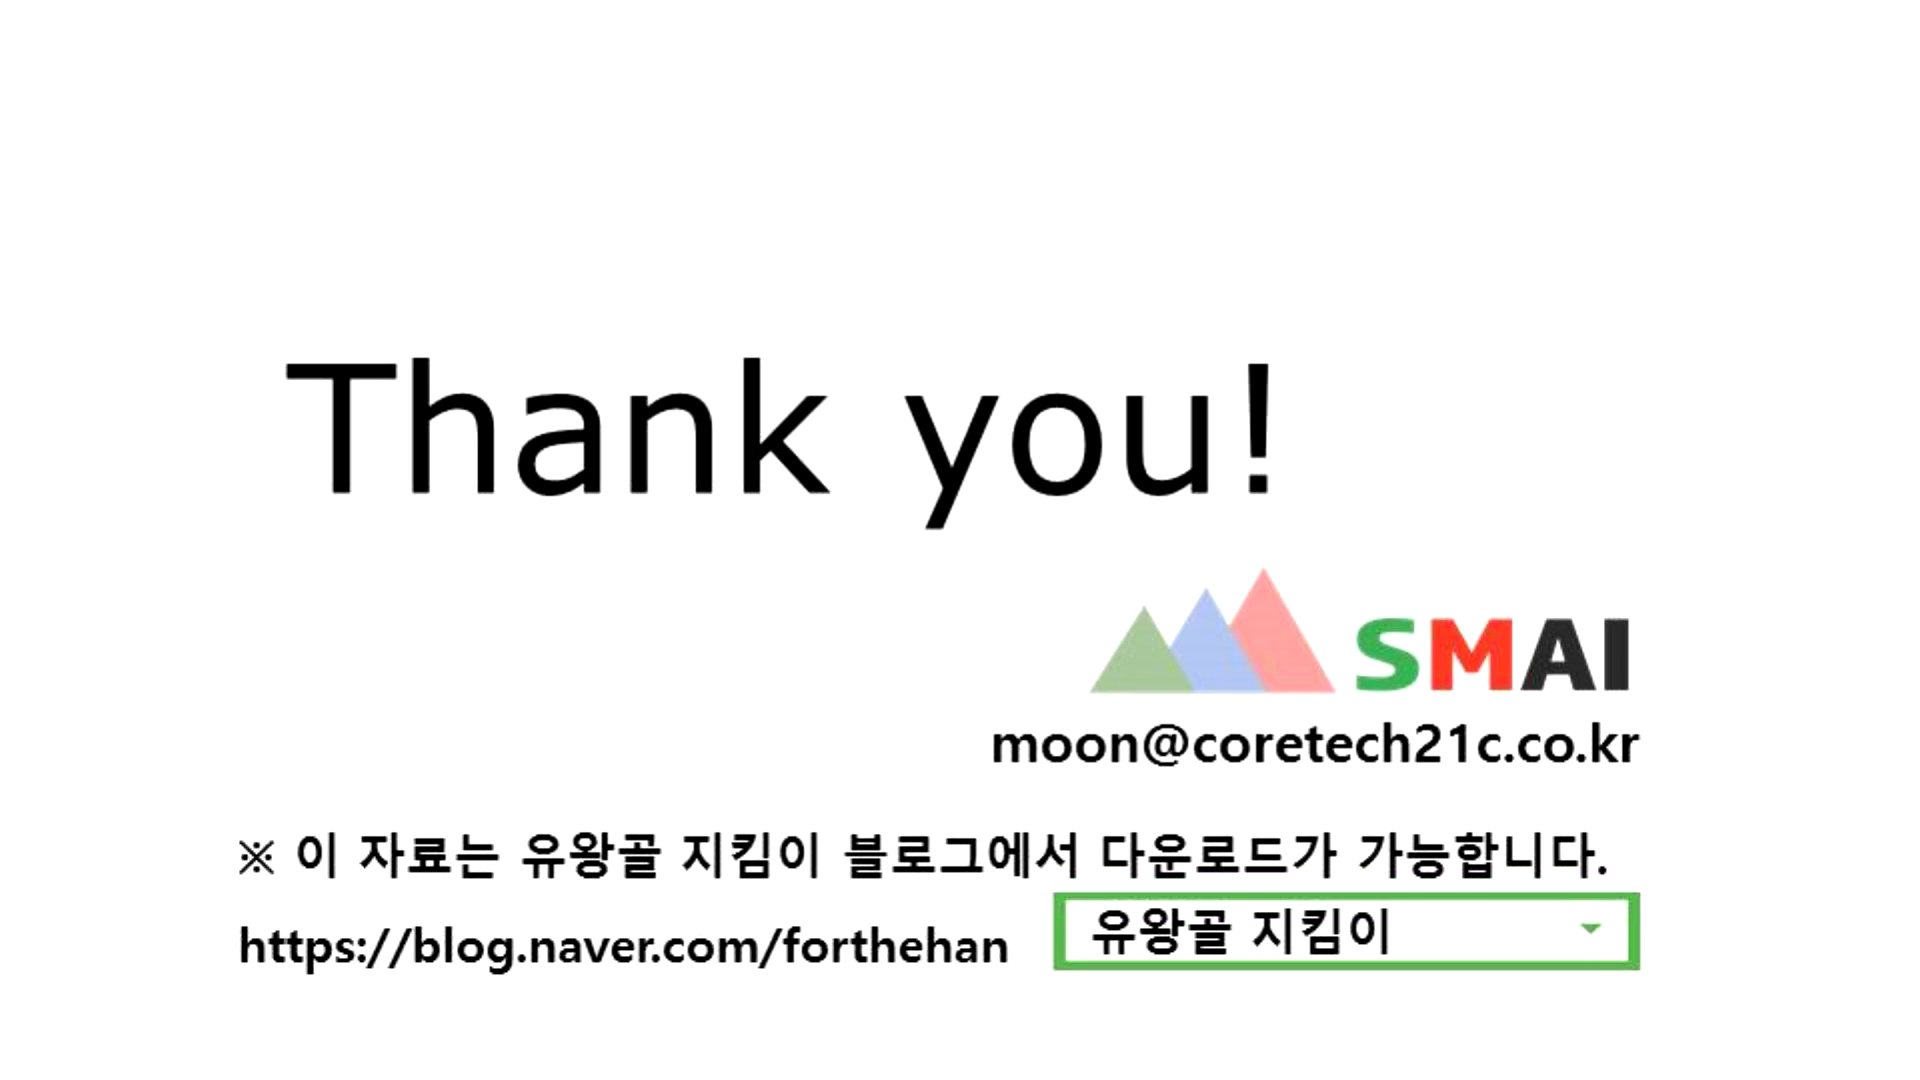 Thank you!
SMAI
moon@coretech21c.co.kr
※ 이 자료는 유왕골 지킴이 블로그에서 다운로드가 가능합니다.
https://blog.naver.com/forthehan
유왕골 지킴이